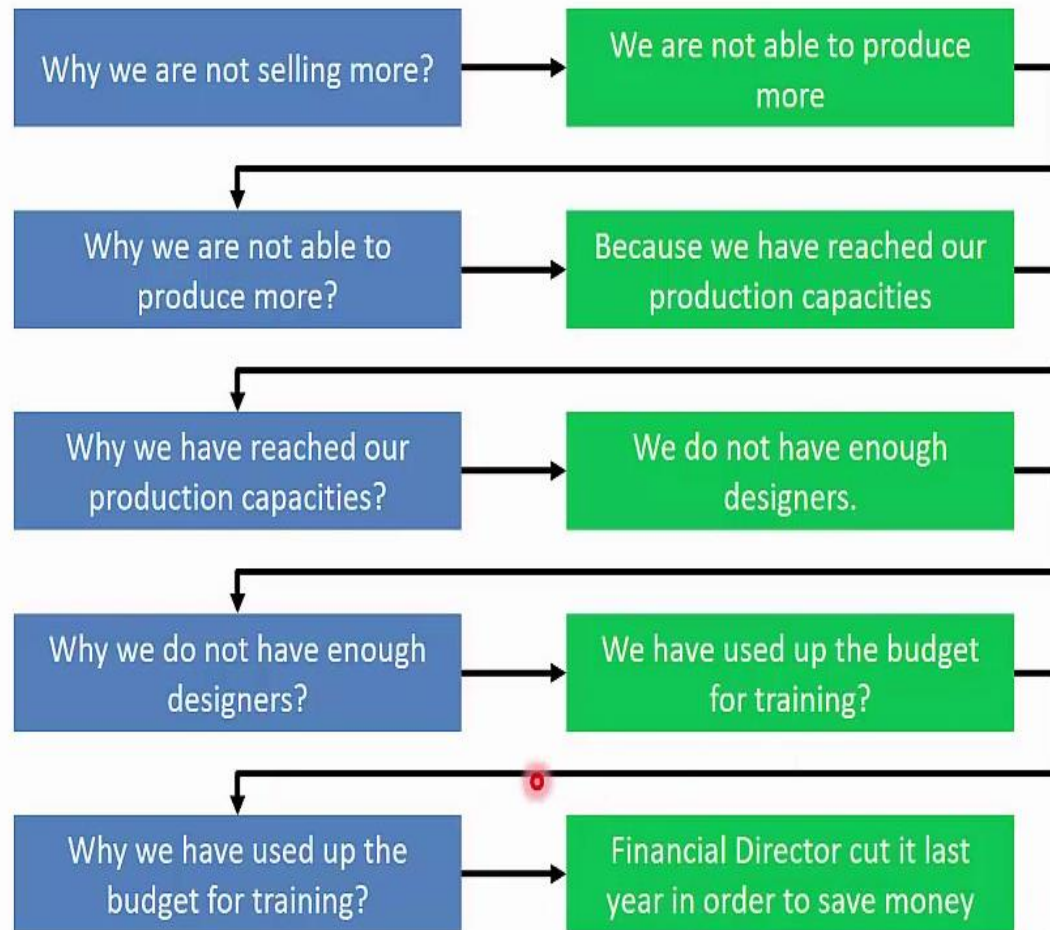 Why we are not selling more?
We are not able to produce
more
Why we are not able to
produce more?
Because we have reached our
production capacities
Why we have reached our
production capacities?
We do not have enough
designers.
Why we do not have enough
designers?
We have used up the budget
for training?
Why we have used up the
budget for training?
Financial Director cut it last
year in order to save money